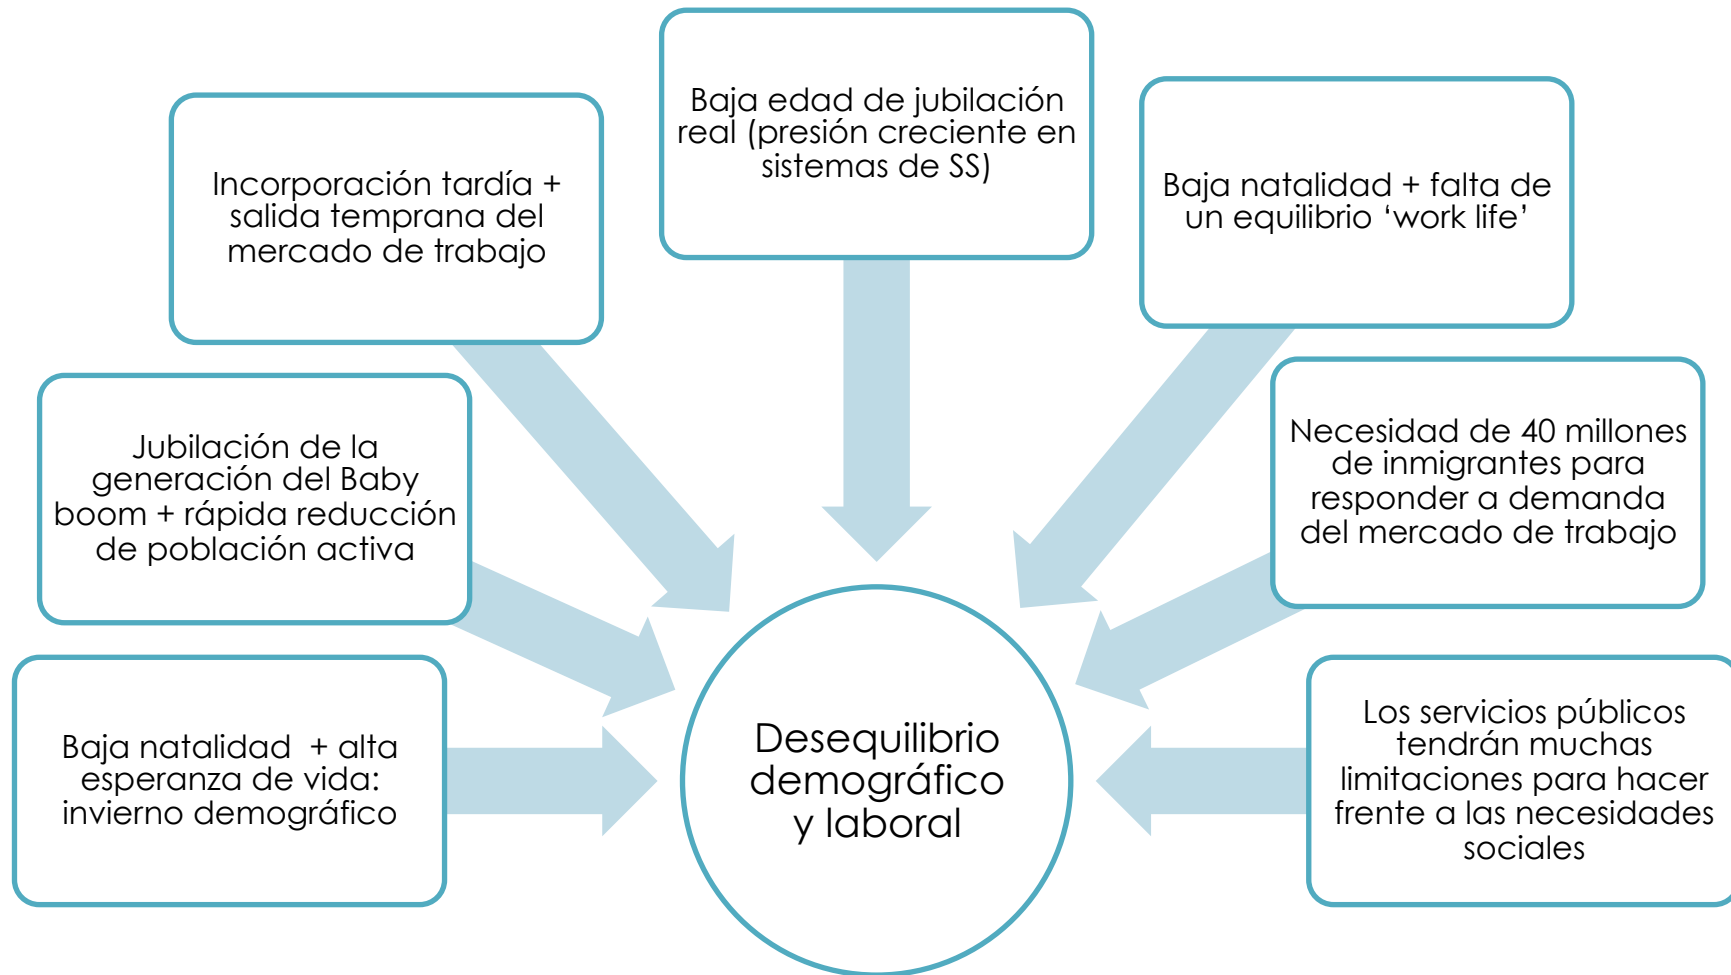 Baja edad de jubilación
real (presión creciente en
sistemas de SS)
Incorporación tardía +
salida temprana del
mercado de trabajo
Baja natalidad + falta de
un equilibrio ‘work life’
Jubilación de la
generación del Baby
boom + rápida reducción
de población activa
Necesidad de 40 millones
de inmigrantes para
responder a demanda
del mercado de trabajo
Baja natalidad + alta
esperanza de vida:
invierno demográfico
Desequilibrio
demográfico
y laboral
Los servicios públicos
tendrán muchas
limitaciones para hacer
frente a las necesidades
sociales